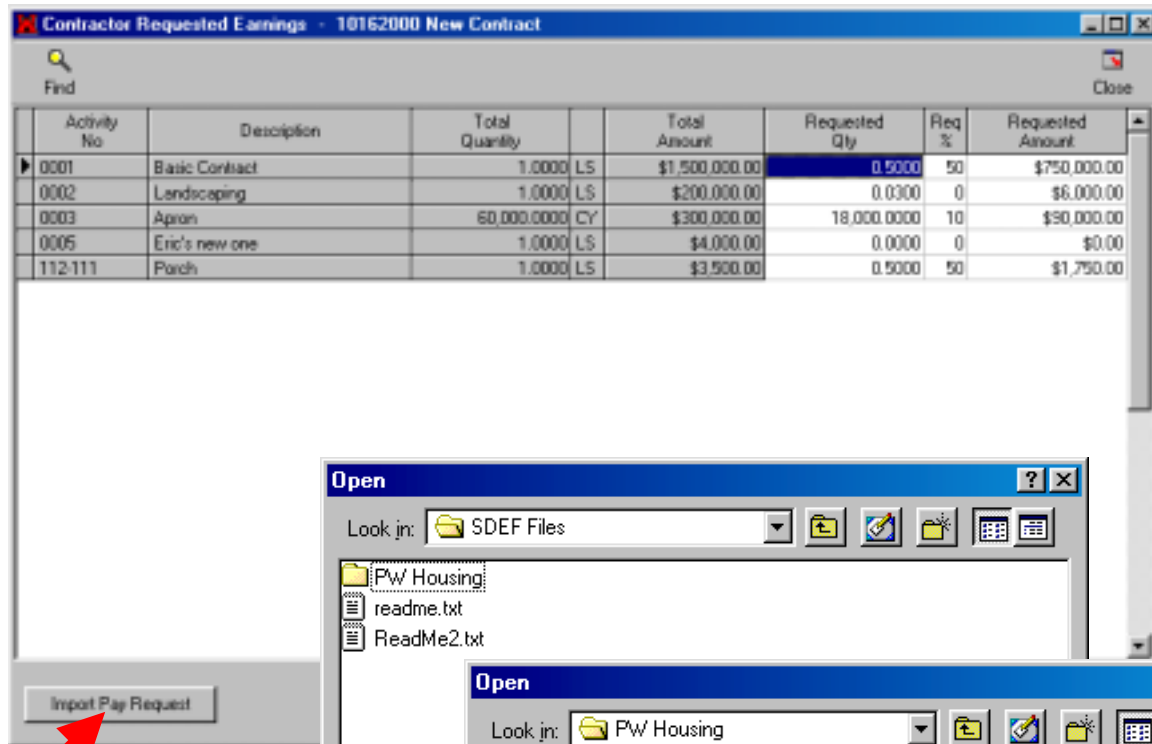 Contractor Requested Earnings - 10162000 New Contract
Find
Close
Activity No Description Total Quantity Total Amount Requested Qty Req % Requested Amount
0001 Basic Contract 1.0000 LS $1,500,000.00 0.5000 50 $750,000.00
0002 Landscaping 1.0000 LS $200,000.00 0.0300 0 $6,000.00
0003 Apron 60,000.0000 CY $300,000.00 18,000.0000 10 $90,000.00
0005 Eric's new one 1.0000 LS $4,000.00 0.0000 0 $0.00
112-111 Porch 1.0000 LS $3,500.00 0.5000 50 $1,750.00
Open
Look in: SDEF Files
PW Housing
readme.txt
ReadMe2.txt
Import Pay Request
Open
Look in: PW Housing